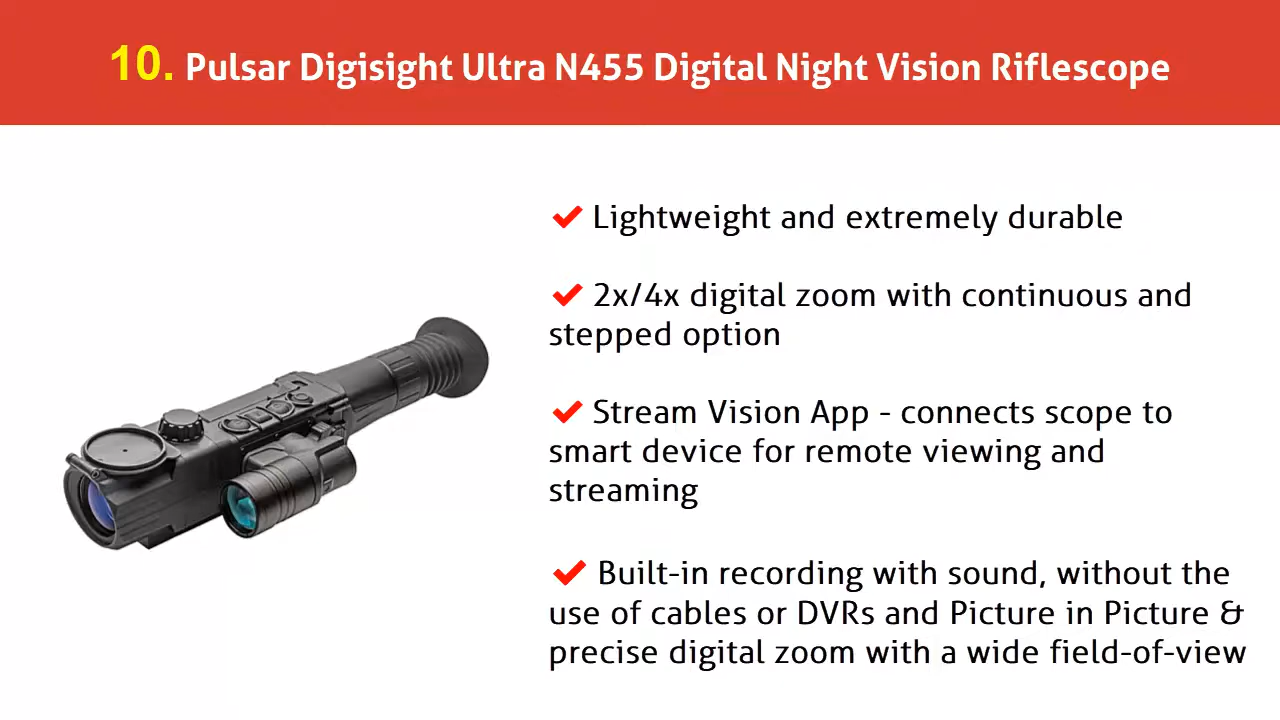 10. Pulsar Digisight Ultra N455 Digital Night Vision Riflescope
✔ Lightweight and extremely durable
✔ 2x/4x digital zoom with continuous and
stepped option
✔ Stream Vision App - connects scope to
smart device for remote viewing and
streaming
✔ Built-in recording with sound, without the
use of cables or DVRs and Picture in Picture &
precise digital zoom with a wide field-of-view